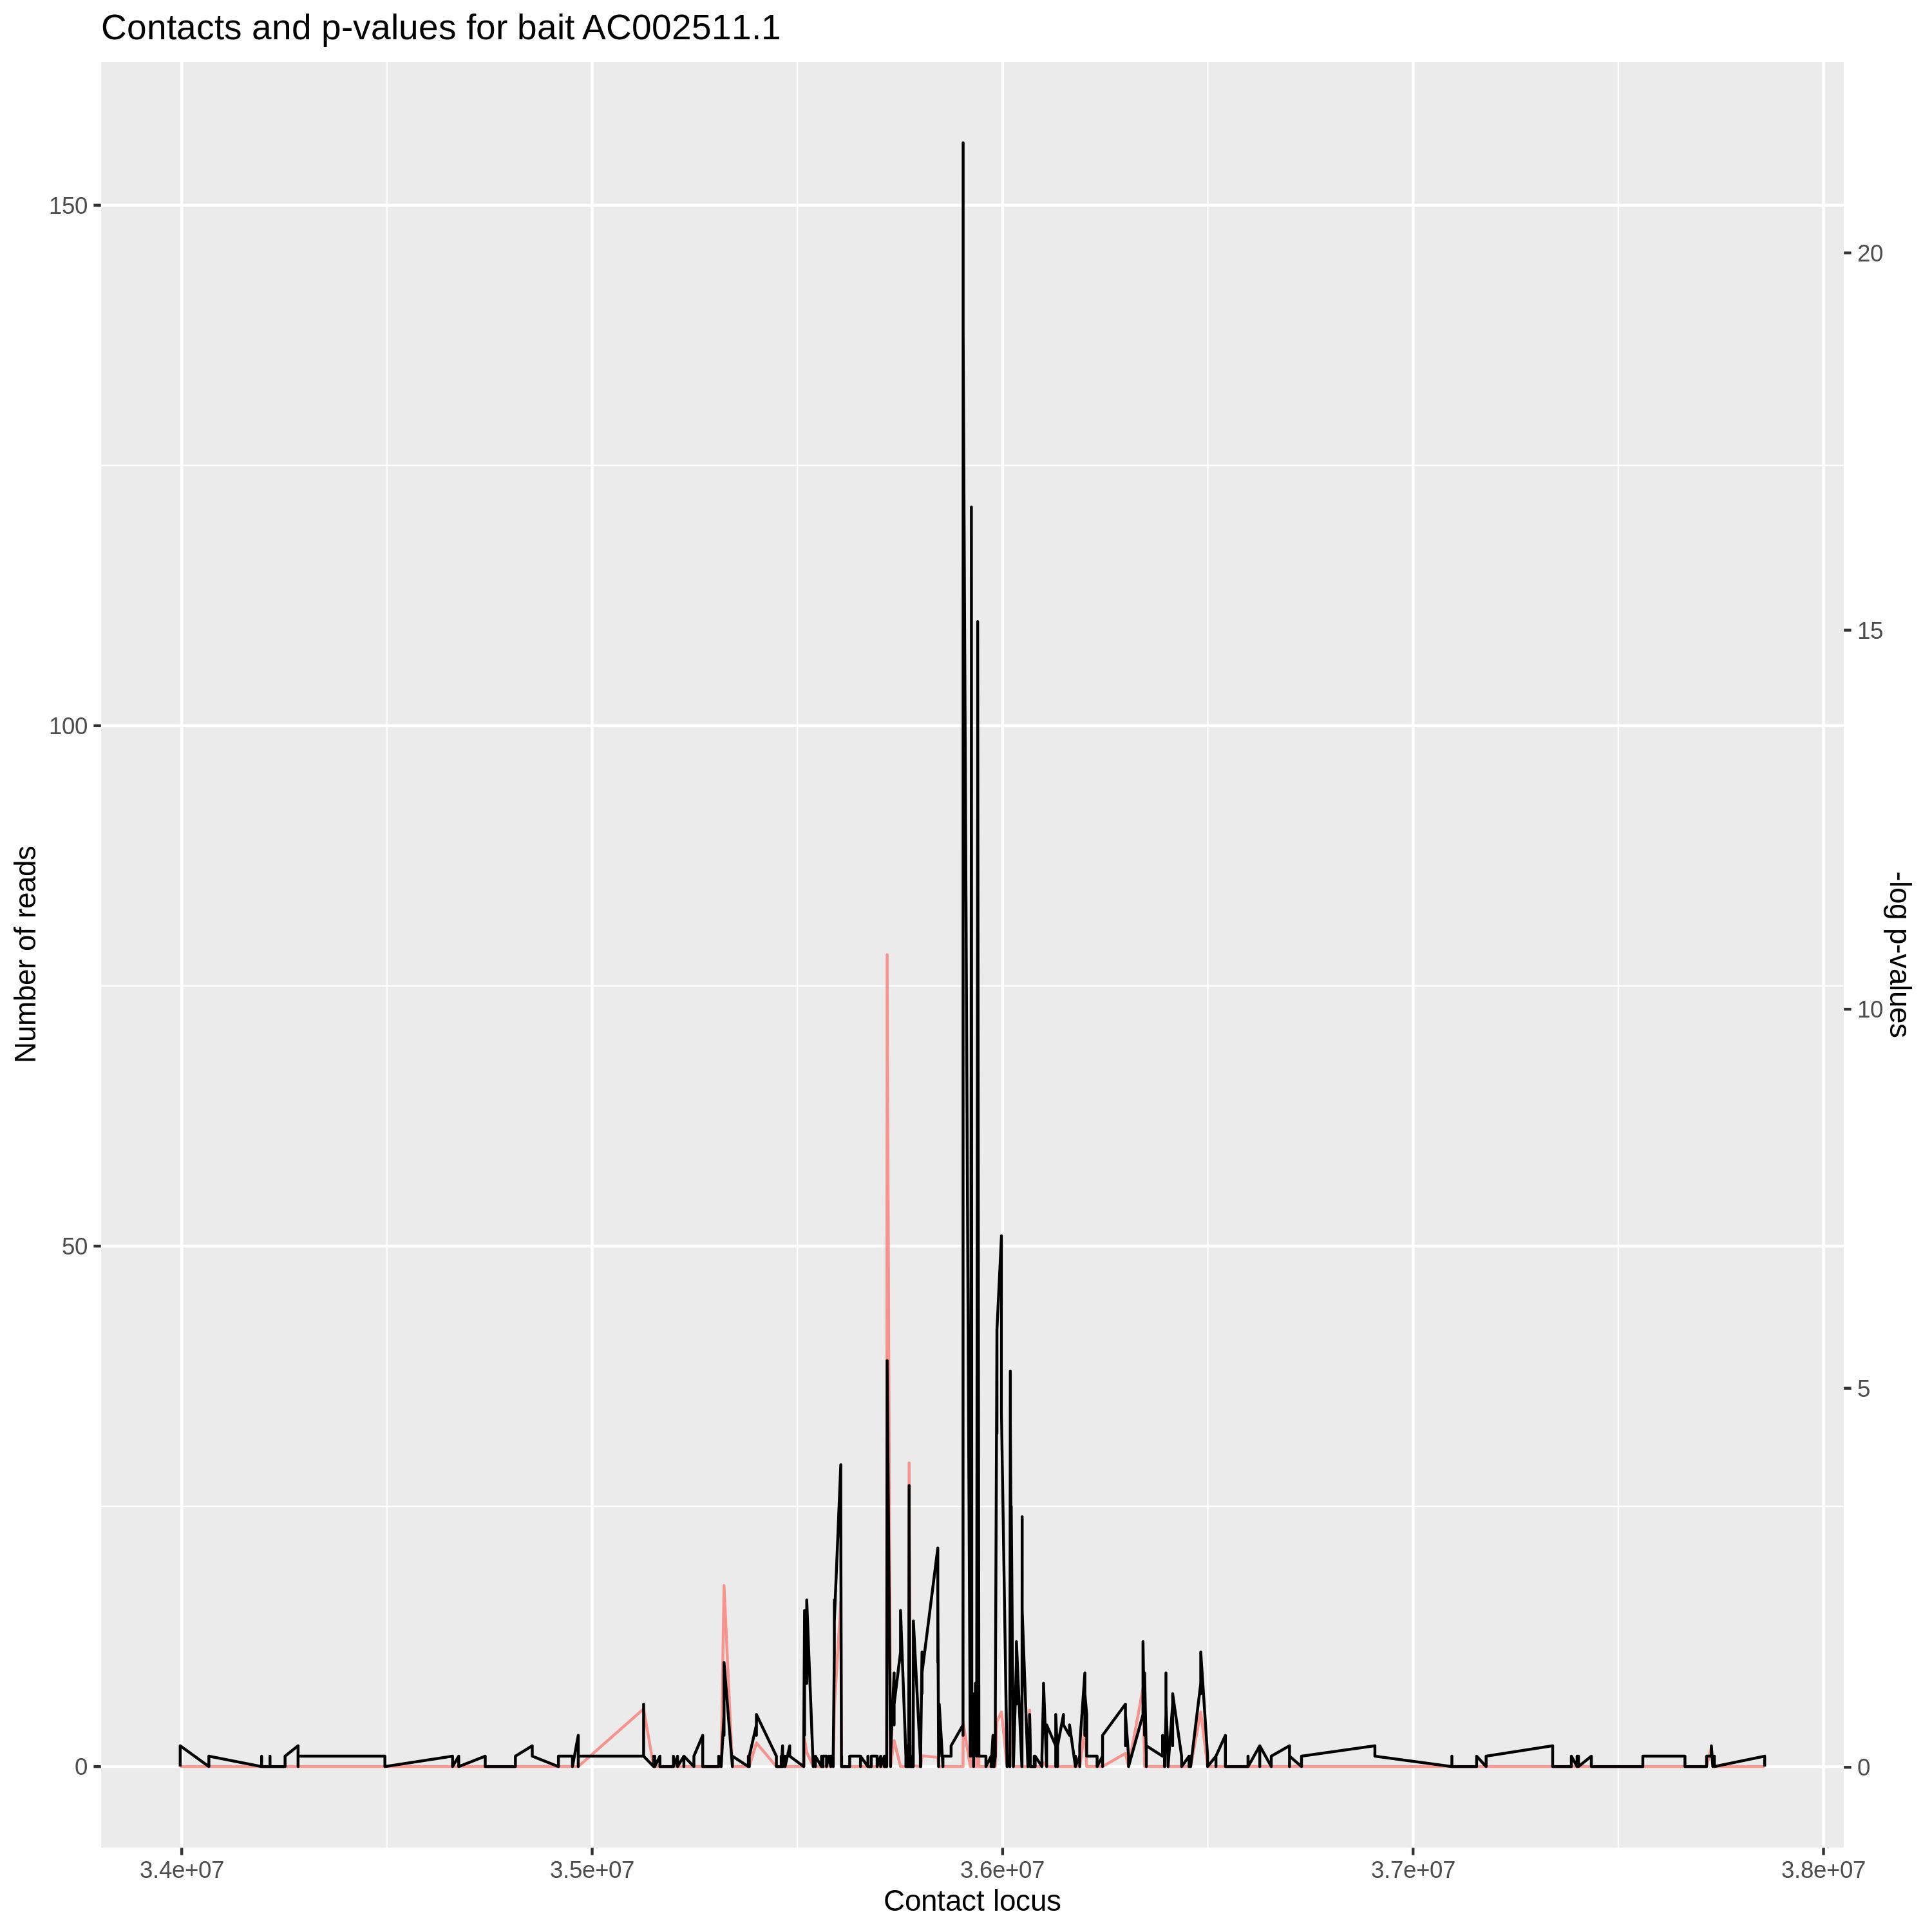 Contacts and p-values for bait AC002511.1
150
100
50
0
Number of reads
20
15
10
5
0
-log p-values
3.4e+07
3.5e+07
3.6e+07
3.7e+07
3.8e+07
Contact locus